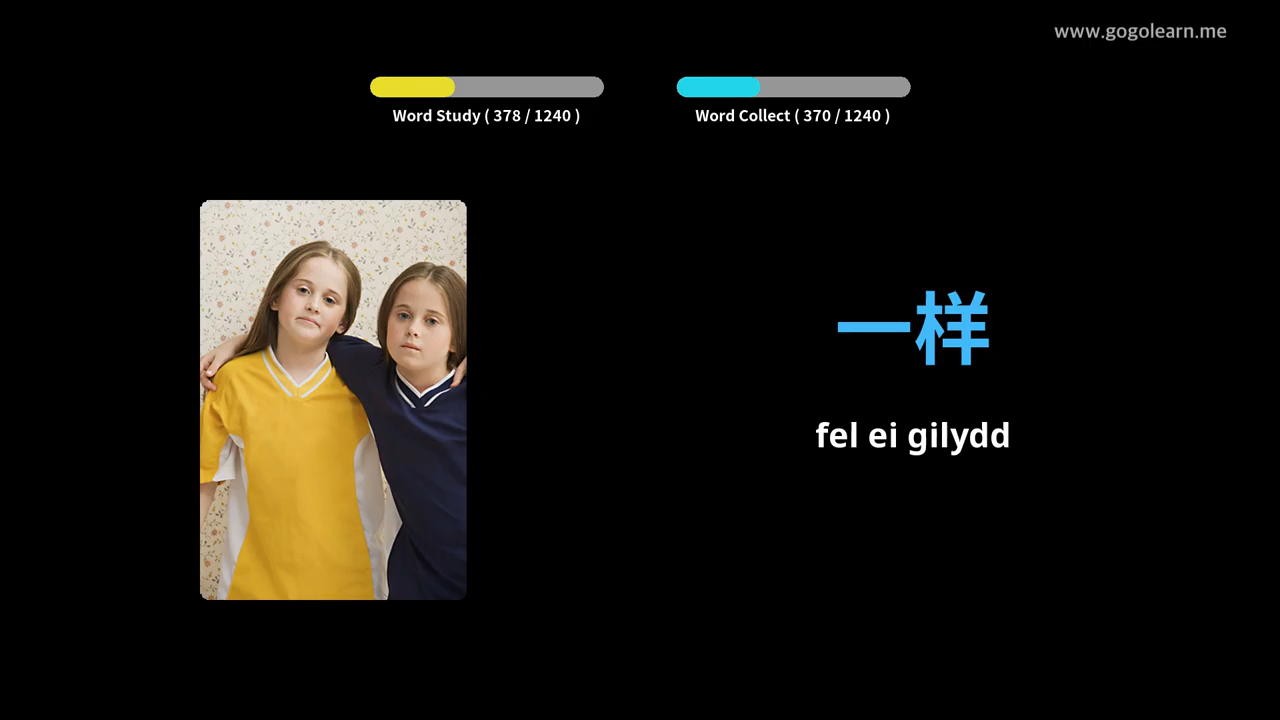 www.gogolearn.me
Word Study ( 378 / 1240 )
Word Collect ( 370 / 1240 )
一样
fel ei gilydd